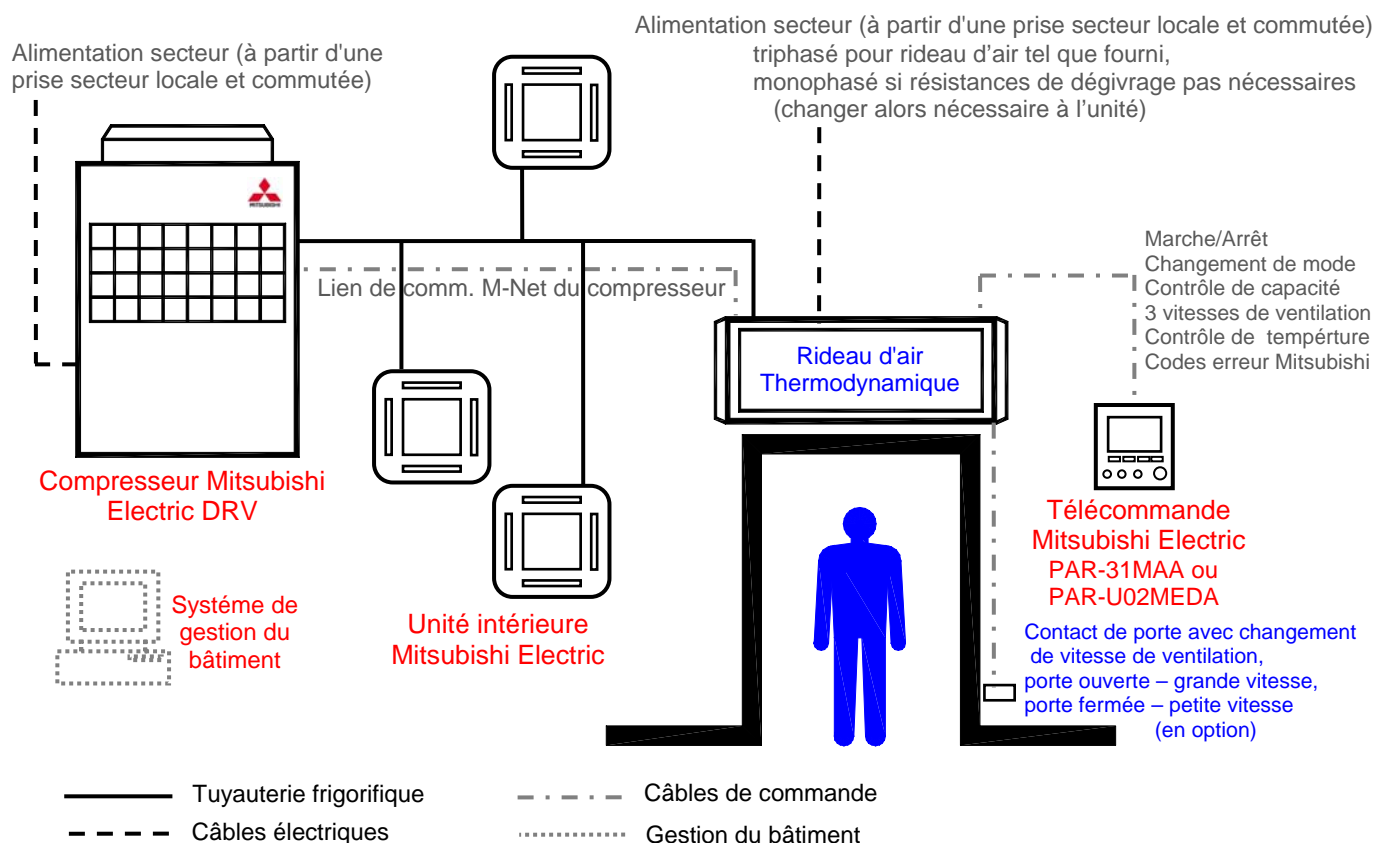 Alimentation secteur (à partir d'une
prise secteur locale et commutée)
Alimentation secteur (à partir d'une prise secteur locale et commutée)
triphasé pour rideau d'air tel que fourni,
monophasé si résistances de dégivrage pas nécessaires
(changer alors nécessaire à l'unité)
MITSUBISHI
Lien de comm. M-Net du compresseur
Marche/Arrêt
Changement de mode
Contrôle de capacité
3 vitesses de ventilation
Contrôle de tempérture
Codes erreur Mitsubishi
Rideau d'air
Thermodynamique
Compresseur Mitsubishi
Electric DRV
Télécommande
Mitsubishi Electric
PAR-31MAA ou
PAR-U02MEDA
Systéme de
gestion du
bâtiment
Unité intérieure
Mitsubishi Electric
Contact de porte avec changement
de vitesse de ventilation,
porte ouverte – grande vitesse,
porte fermée – petite vitesse
(en option)
Tuyauterie frigorifique
Câbles de commande
Câbles électriques
Gestion du bâtiment